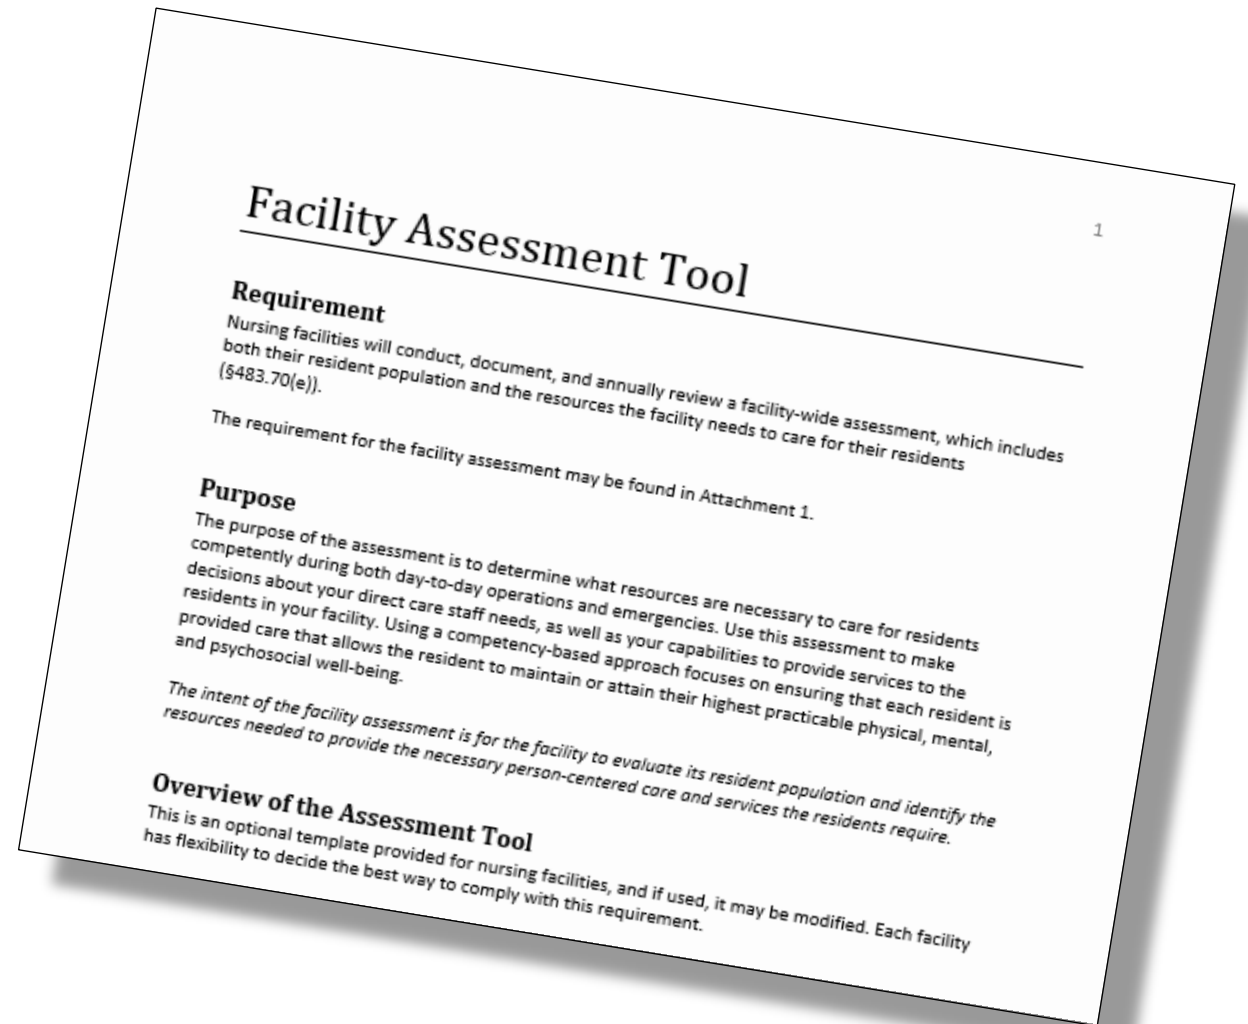 1
Facility Assessment Tool
Requirement
Nursing facilities will conduct, document, and annually review a facility-wide assessment, which includes
both their resident population and the resources the facility needs to care for their residents
(§483.70(e)).
The requirement for the facility assessment may be found in Attachment 1.
Purpose
The purpose of the assessment is to determine what resources are necessary to care for residents
competently during both day-to-day operations and emergencies. Use this assessment to make
decisions about your direct care staff needs, as well as your capabilities to provide services to the
residents in your facility. Using a competency-based approach focuses on ensuring that each resident is
provided care that allows the resident to maintain or attain their highest practicable physical, mental,
and psychosocial well-being.
The intent of the facility assessment is for the facility to evaluate its resident population and identify the
resources needed to provide the necessary person-centered care and services the residents require.
Overview of the Assessment Tool
This is an optional template provided for nursing facilities, and if used, it may be modified. Each facility
has flexibility to decide the best way to comply with this requirement.